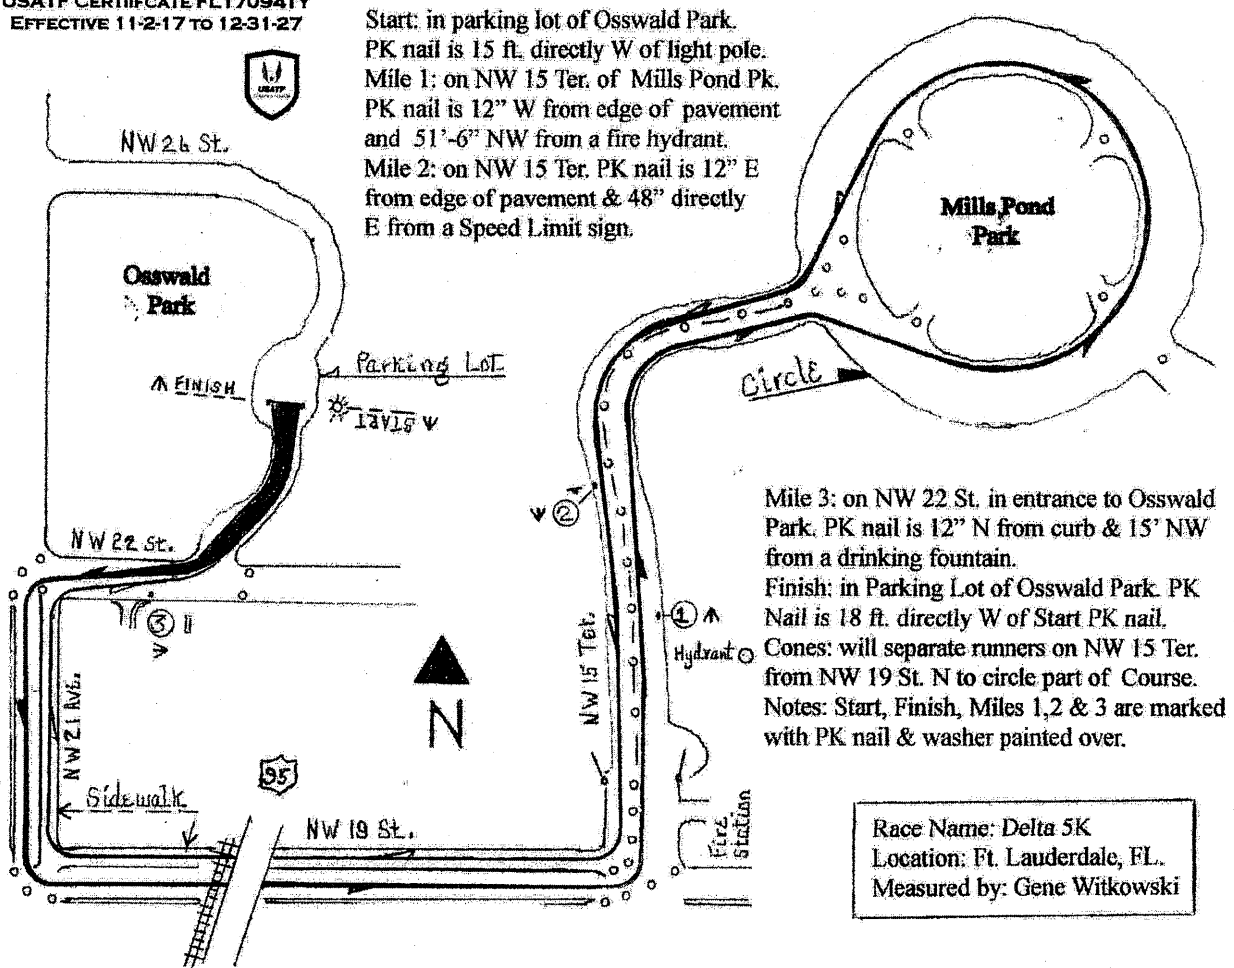 USATF CERTIFICATE FL17094TY
EFFECTIVE 11-2-17 TO 12-31-27
USATF
Start: in parking lot of Osswald Park.
PK nail is 15 ft. directly W of light pole.
Mile 1: on NW 15 Ter. of Mills Pond Pk.
PK nail is 12" W from edge of pavement
and 51'-6" NW from a fire hydrant.
Mile 2: on NW 15 Ter. PK nail is 12" E
from edge of pavement & 48" directly
E from a Speed Limit sign.
NW 26 St.
Osswald
Park
Mills Pond
Park
Parking Lot
FINISH
START
Circle
2
NW 22 St.
3
1
Hydrant
Mile 3: on NW 22 St. in entrance to Osswald
Park. PK nail is 12" N from curb & 15' NW
from a drinking fountain.
Finish: in Parking Lot of Osswald Park. PK
Nail is 18 ft. directly W of Start PK nail.
Cones: will separate runners on NW 15 Ter.
from NW 19 St. N to circle part of Course.
Notes: Start, Finish, Miles 1,2 & 3 are marked
with PK nail & washer painted over.
N
NW 15 Ter.
NW 21 AVE.
95
Sidewalk
NW 19 St.
Fire
Station
Race Name: Delta 5K
Location: Ft. Lauderdale, FL.
Measured by: Gene Witkowski